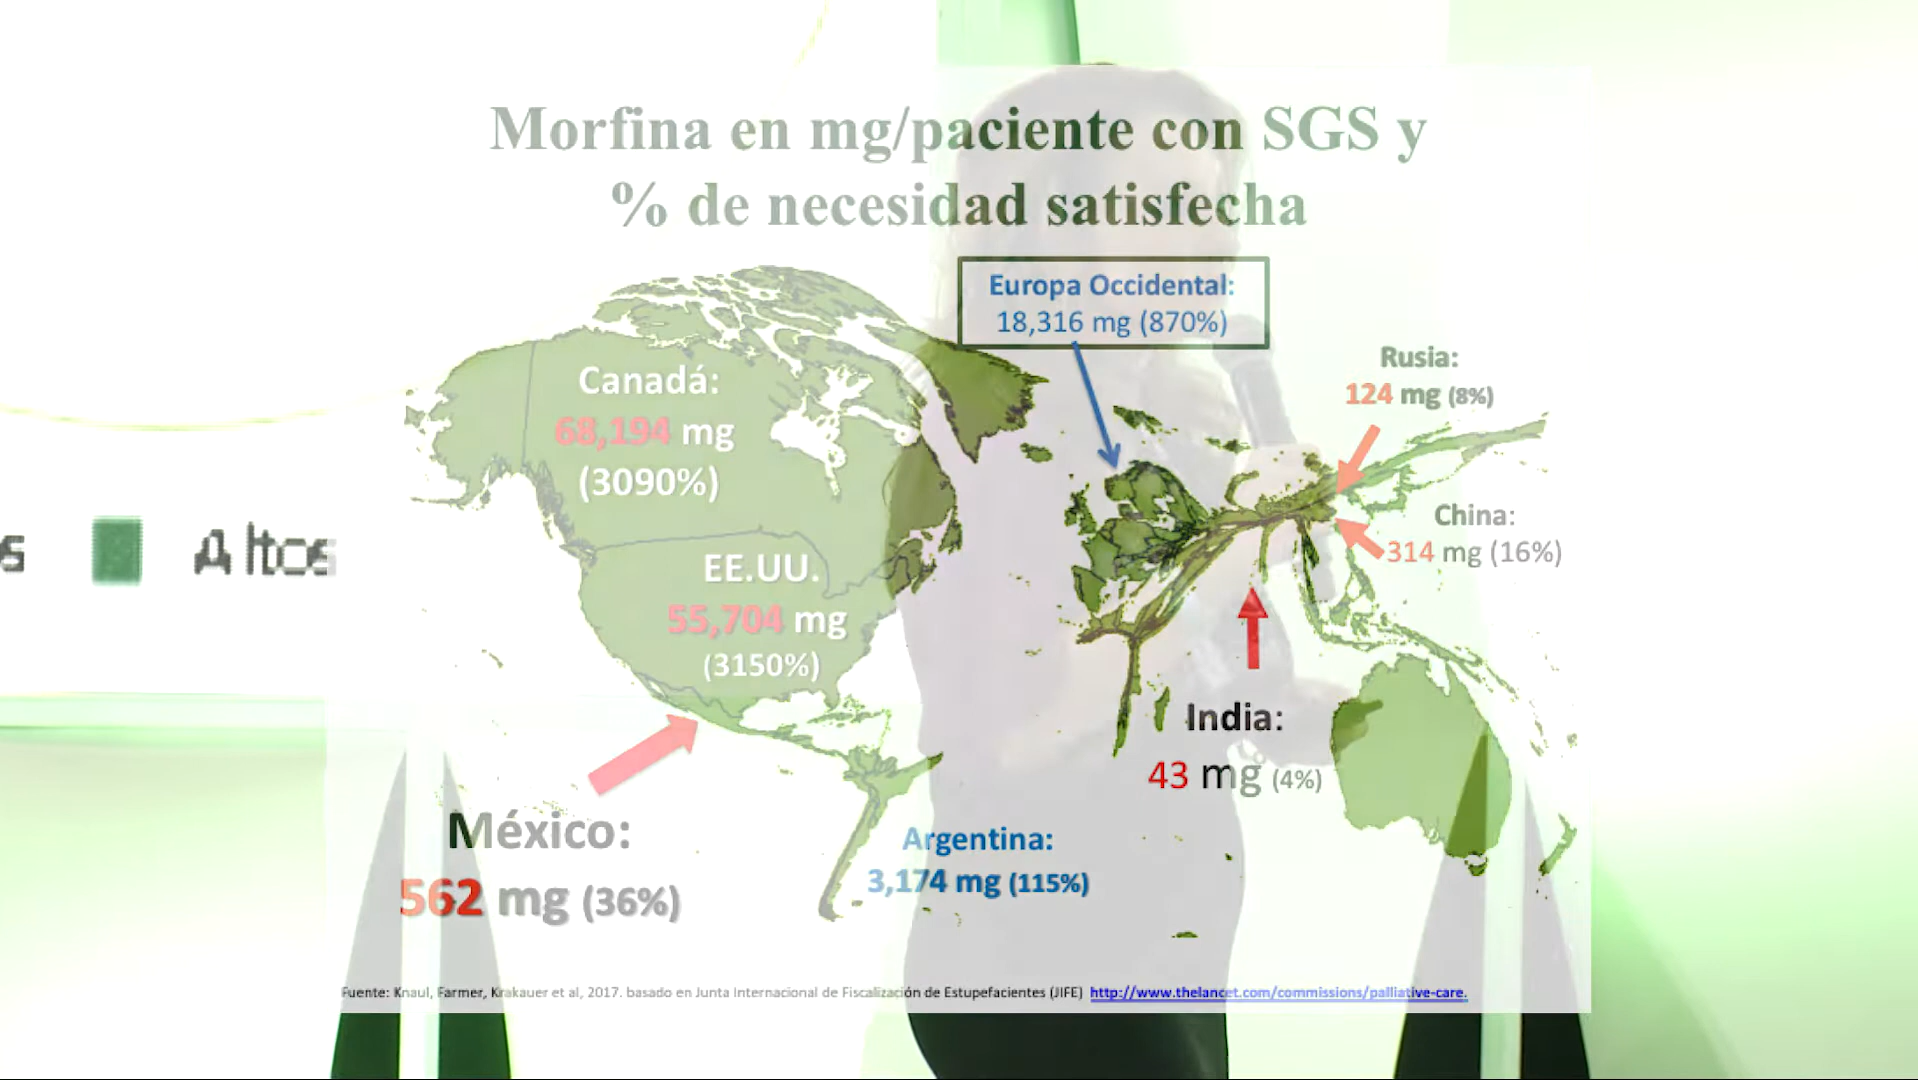 Morfina en mg/paciente con SGS y
% de necesidad satisfecha
Europa Occidental:
18,316 mg (870%)
Rusia:
124 mg (8%)
Canadá:
68,194 mg
(3090%)
China:
314 mg (16%)
s Altos
EE.UU.
55,704 mg
(3150%)
India:
43 mg (4%)
México:
562 mg (36%)
Argentina:
3,174 mg (115%)
Fuente: Knaul, Farmer, Krakauer et al, 2017. basado en Junta Internacional de Fiscalización de Estupefacientes (JIFE) http://www.thelancet.com/commissions/palliative-care.